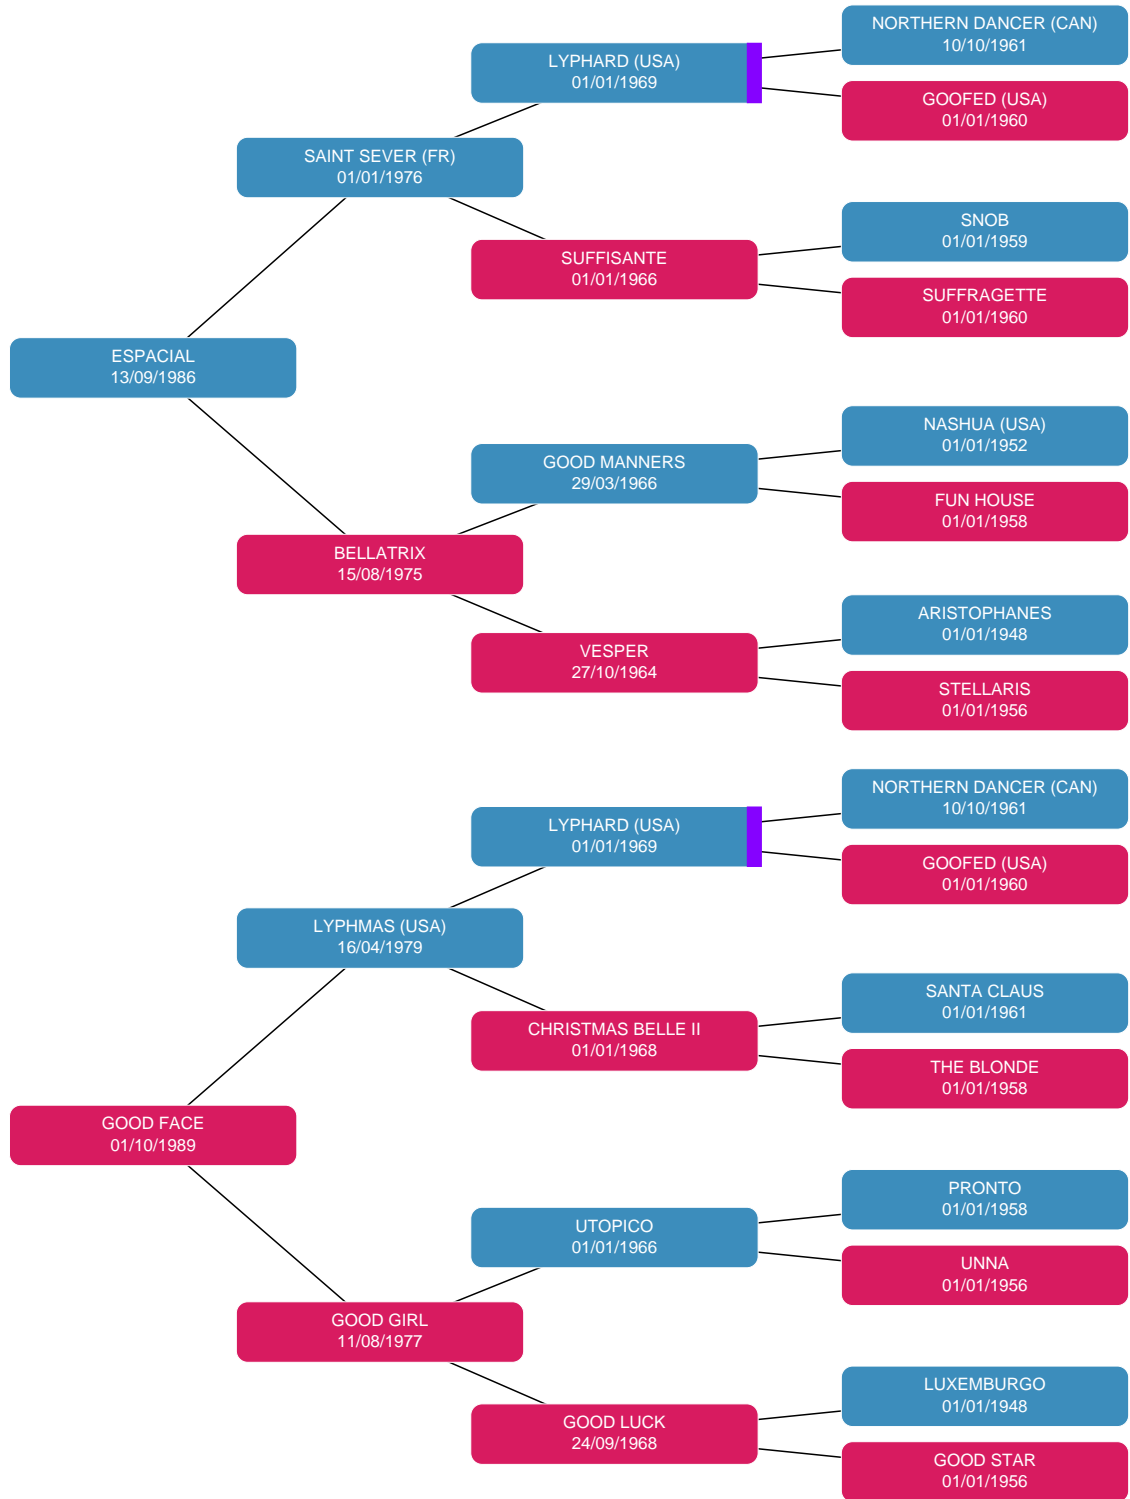 NORTHERN DANCER (CAN)
10/10/1961
LYPHARD (USA)
01/01/1969
GOOFED (USA)
01/01/1960
SAINT SEVER (FR)
01/01/1976
SNOB
01/01/1959
SUFFISANTE
01/01/1966
SUFFRAGETTE
01/01/1960
ESPACIAL
13/09/1986
NASHUA (USA)
01/01/1952
GOOD MANNERS
29/03/1966
FUN HOUSE
01/01/1958
BELLATRIX
15/08/1975
ARISTOPHANES
01/01/1948
VESPER
27/10/1964
STELLARIS
01/01/1956
NORTHERN DANCER (CAN)
10/10/1961
LYPHARD (USA)
01/01/1969
GOOFED (USA)
01/01/1960
LYPHMAS (USA)
16/04/1979
SANTA CLAUS
01/01/1961
CHRISTMAS BELLE II
01/01/1968
THE BLONDE
01/01/1958
GOOD FACE
01/10/1989
PRONTO
01/01/1958
UTOPICO
01/01/1966
UNNA
01/01/1956
GOOD GIRL
11/08/1977
LUXEMBURGO
01/01/1948
GOOD LUCK
24/09/1968
GOOD STAR
01/01/1956